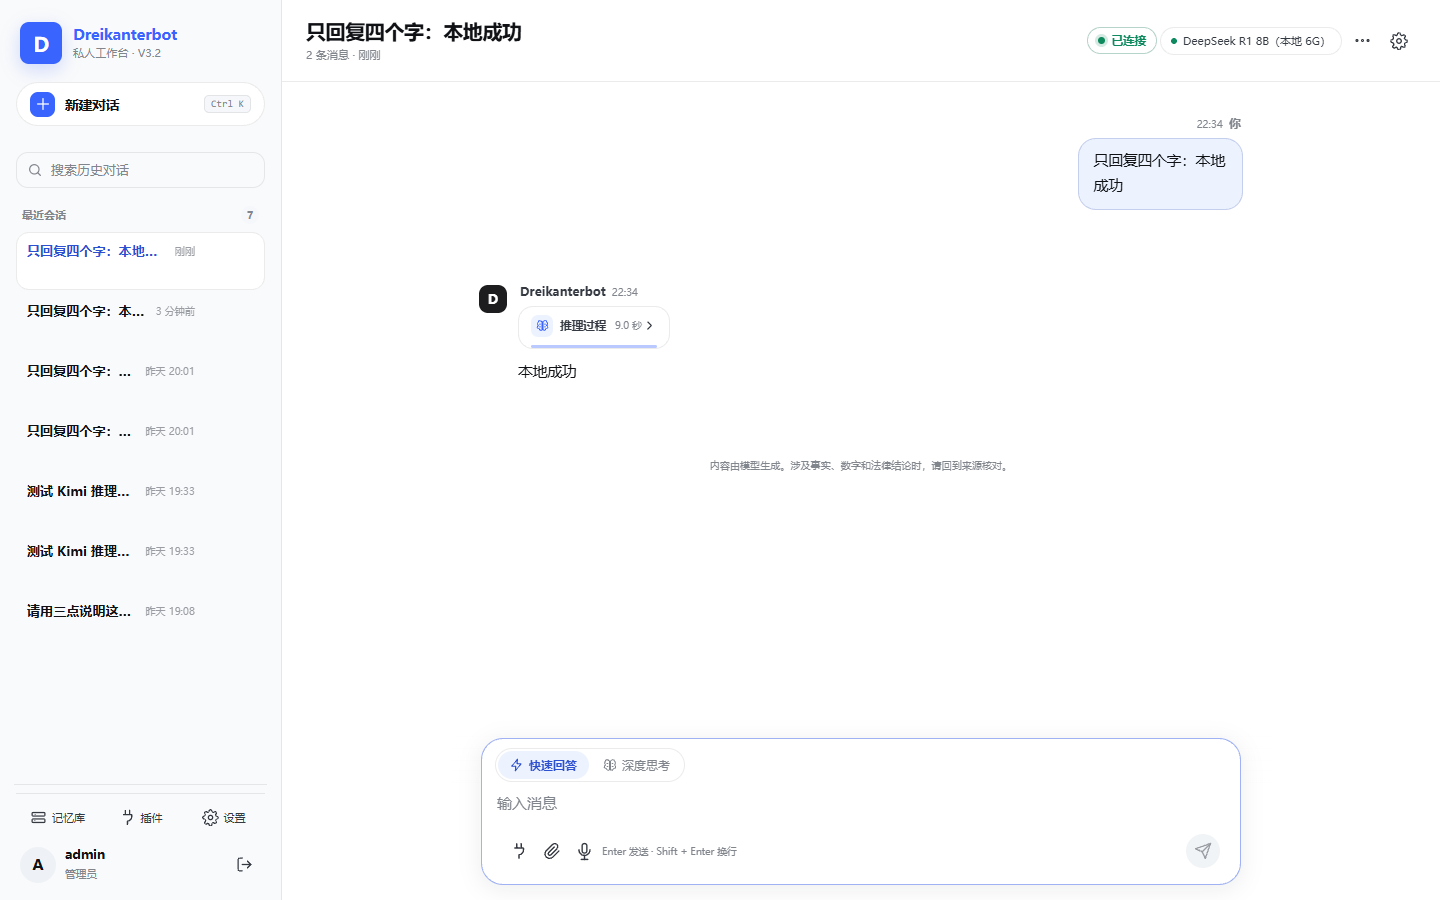 D
Dreikanterbot
私人工作台 · V3.2
新建对话
Ctrl K
搜索历史对话
最近会话
7
只回复四个字：本地... 刚刚
只回复四个字：本... 3 分钟前
只回复四个字：... 昨天 20:01
只回复四个字：... 昨天 20:01
测试 Kimi 推理... 昨天 19:33
测试 Kimi 推理... 昨天 19:33
请用三点说明这... 昨天 19:08
记忆库
插件
设置
A
admin
管理员
只回复四个字：本地成功
2 条消息 · 刚刚
已连接
DeepSeek R1 8B（本地 6G）
22:34 你
只回复四个字：本地
成功
D
Dreikanterbot 22:34
推理过程 9.0 秒
本地成功
内容由模型生成。涉及事实、数字和法律结论时，请回到来源核对。
快速回答
深度思考
输入消息
Enter 发送 · Shift + Enter 换行